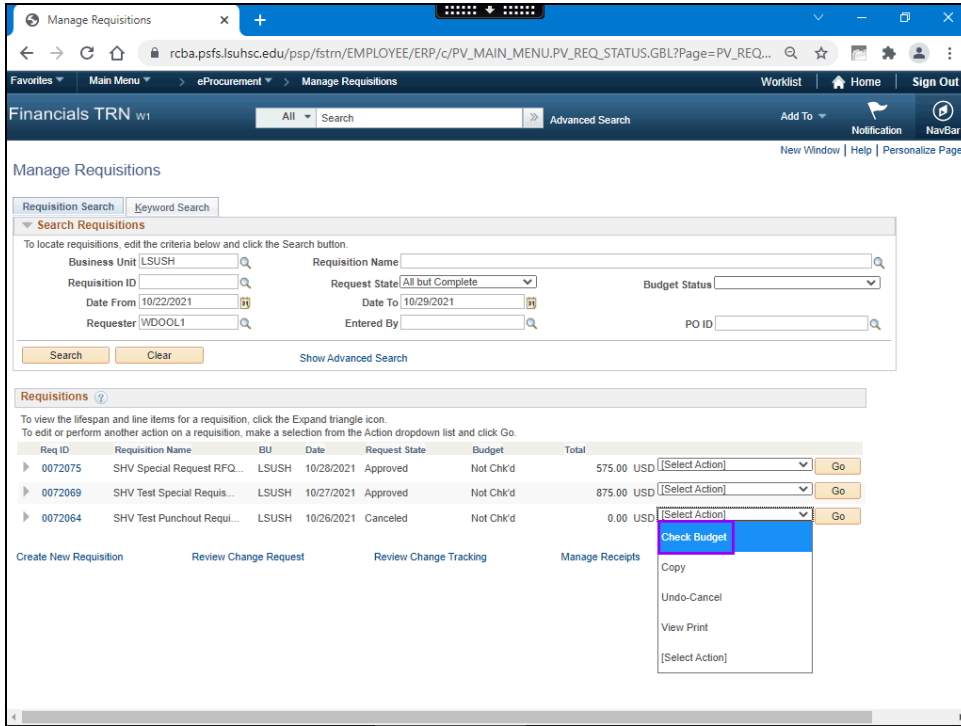 Manage Requisitions
rcba.psfs.lsuhsc.edu/psp/fstrn/EMPLOYEE/ERP/c/PV_MAIN_MENU.PV_REQ_STATUS.GBL?Page=PV_REQ...
Favorites Main Menu > eProcurement > Manage Requisitions Worklist Home Sign Out
Financials TRN W1 All Search Advanced Search Add To Notification NavBar
New Window | Help | Personalize Page
Manage Requisitions
Requisition Search Keyword Search
Search Requisitions
To locate requisitions, edit the criteria below and click the Search button.
Business Unit LSUSH Requisition Name
Requisition ID Request State All but Complete Budget Status
Date From 10/22/2021 Date To 10/29/2021
Requester WDOOL1 Entered By PO ID
Search Clear Show Advanced Search
Requisitions ?
To view the lifespan and line items for a requisition, click the Expand triangle icon.
To edit or perform another action on a requisition, make a selection from the Action dropdown list and click Go.
Req ID Requisition Name BU Date Request State Budget Total
0072075 SHV Special Request RFQ... LSUSH 10/28/2021 Approved Not Chk'd 575.00 USD [Select Action] Go
0072069 SHV Test Special Requis... LSUSH 10/27/2021 Approved Not Chk'd 875.00 USD [Select Action] Go
0072064 SHV Test Punchout Requi... LSUSH 10/26/2021 Canceled Not Chk'd 0.00 USD [Select Action] Go
Check Budget
Copy
Undo-Cancel
View Print
[Select Action]
Create New Requisition Review Change Request Review Change Tracking Manage Receipts